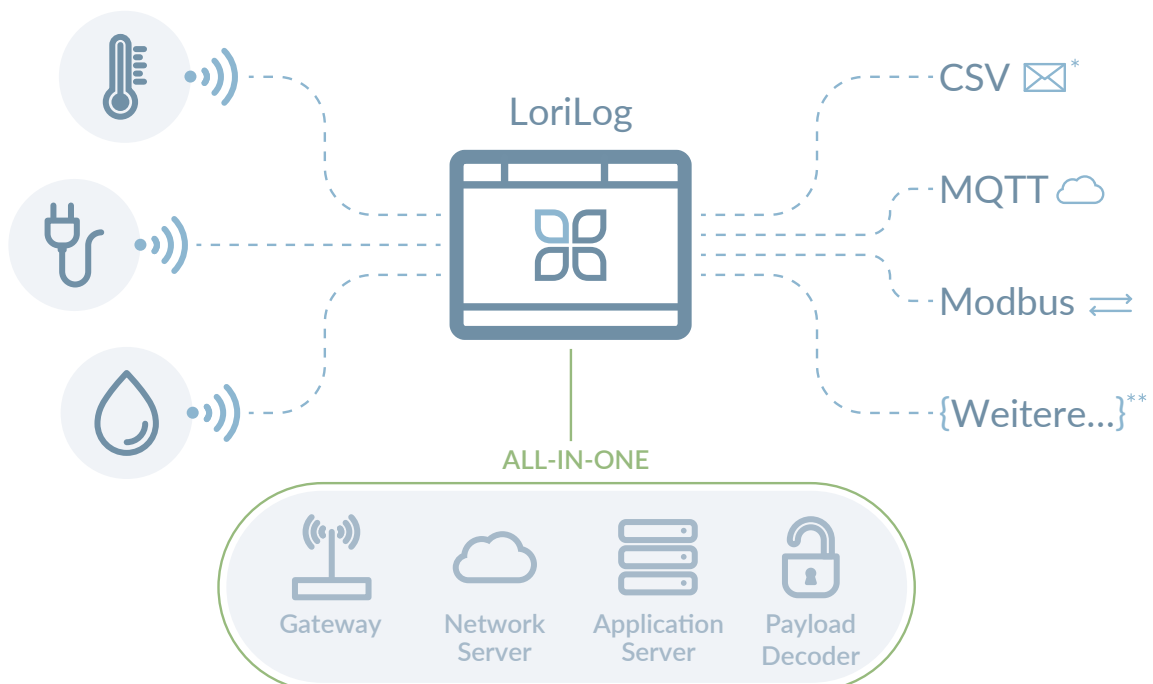 LoriLog
CSV *
MQTT
Modbus
{Weitere...}**
ALL-IN-ONE
Gateway
Network
Server
Application
Server
Payload
Decoder